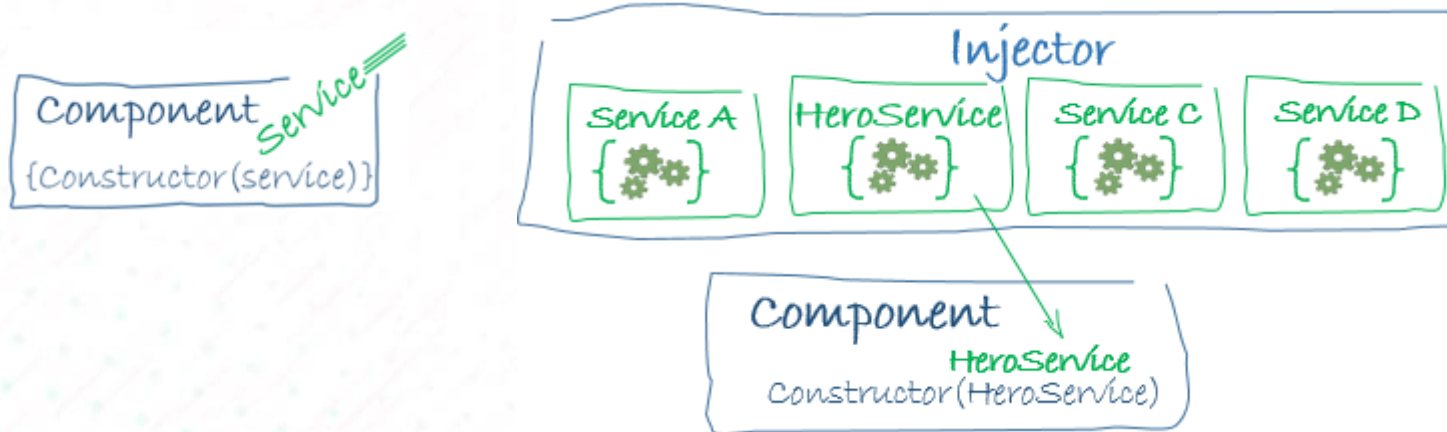 Component
Service
{Constructor(service)}
Injector
Service A
HeroService
Service C
Service D
Component
HeroService
Constructor(HeroService)